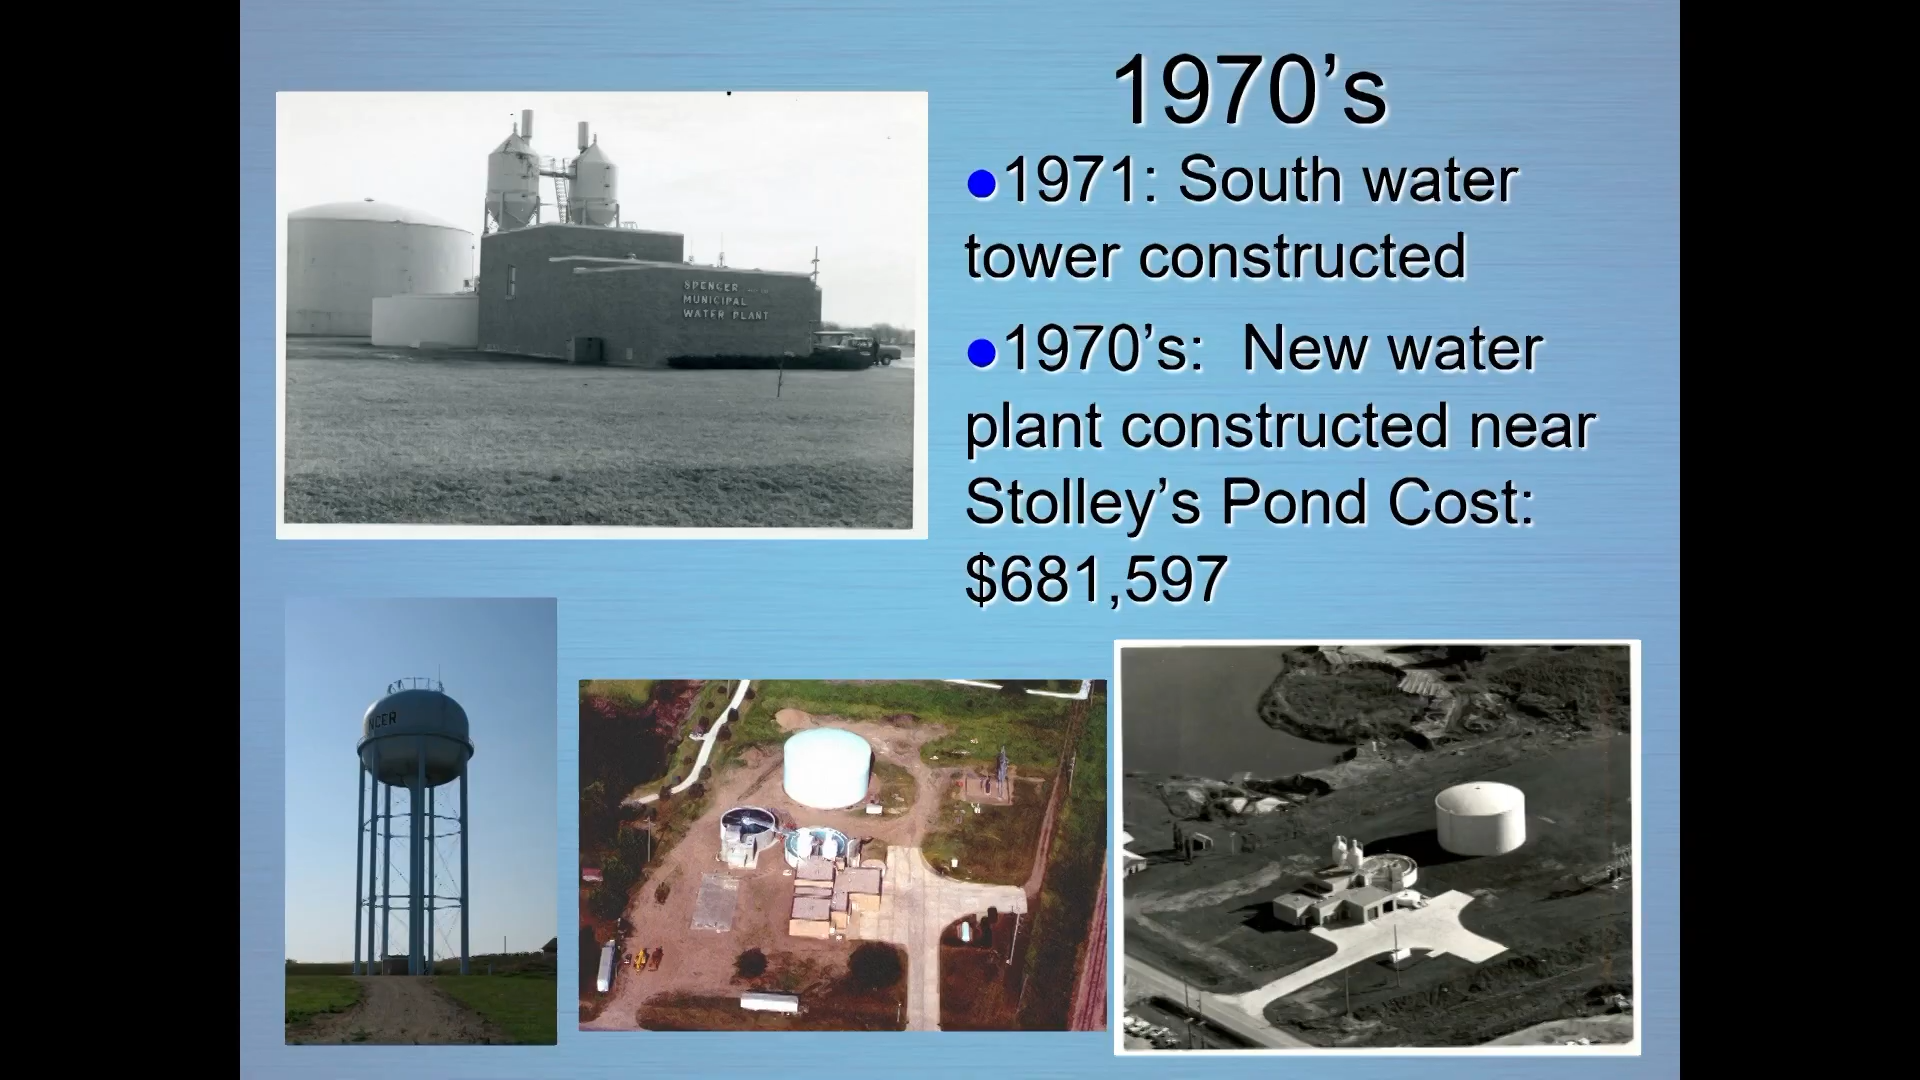 1970’s
●1971: South water
tower constructed
●1970’s:  New water
plant constructed near
Stolley’s Pond Cost:
$681,597
SPENCER
MUNICIPAL
WATER PLANT
NCER